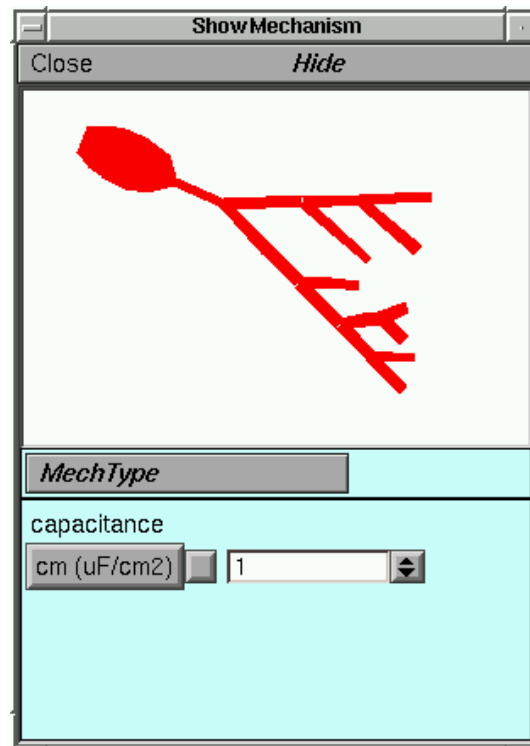 ShowMechanism
Close Hide
MechType
capacitance
cm (uF/cm2) 1